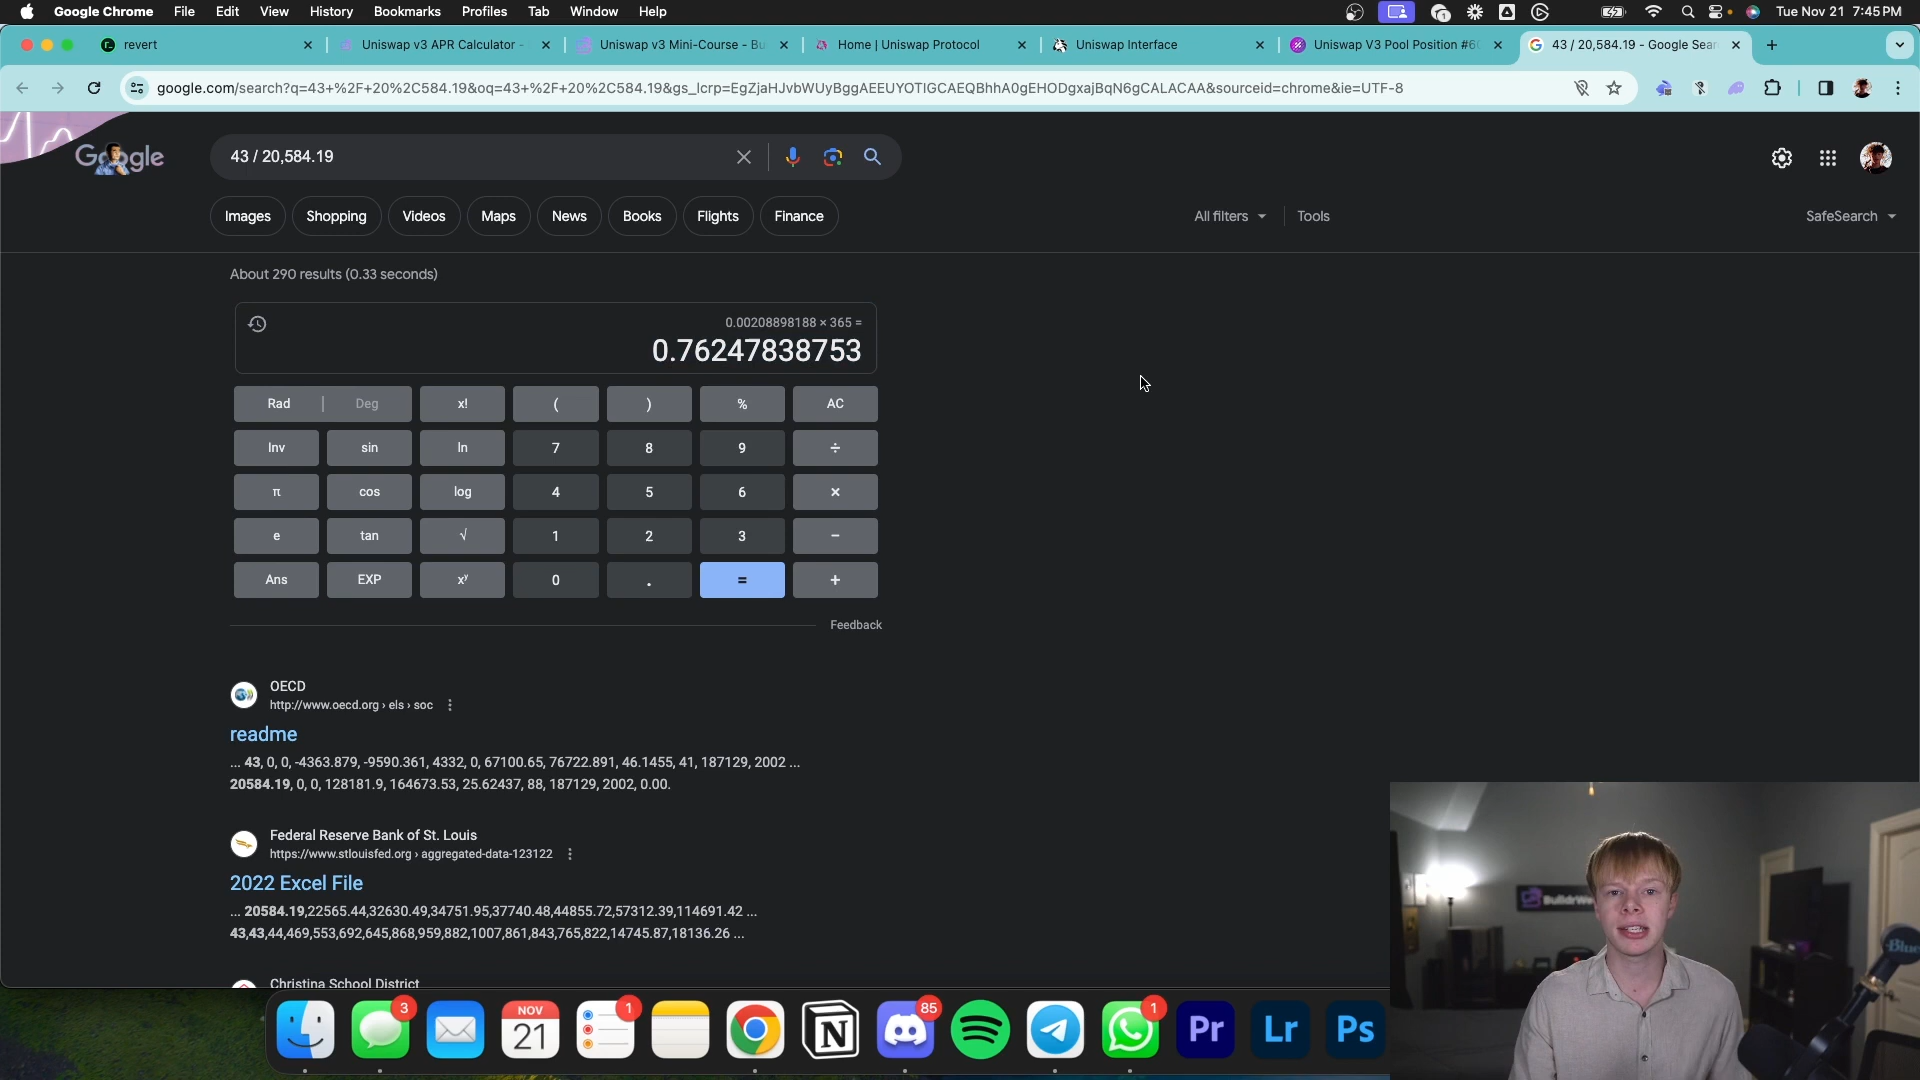 Google Chrome File Edit View History Bookmarks Profiles Tab Window Help Tue Nov 21 7:45 PM
revert
Uniswap v3 APR Calculator -
Uniswap v3 Mini-Course - Bu
Home | Uniswap Protocol
Uniswap Interface
Uniswap V3 Pool Position #60
43 / 20,584.19 - Google Sear
google.com/search?q=43+%2F+20%2C584.19&oq=43+%2F+20%2C584.19&gs_lcrp=EgZjaHJvbWUyBggAEEUYOTIGCAEQBhhA0gEHODgxajBqN6gCALACAA&sourceid=chrome&ie=UTF-8
Google
43 / 20,584.19
Images Shopping Videos Maps News Books Flights Finance All filters Tools SafeSearch
About 290 results (0.33 seconds)
0.00208898188 × 365 =
0.76247838753
Rad | Deg x! ( ) % AC
Inv sin ln 7 8 9 ÷
π cos log 4 5 6 ×
e tan √ 1 2 3 −
Ans EXP xʸ 0 . = +
Feedback
OECD
http://www.oecd.org › els › soc
readme
... 43, 0, 0, -4363.879, -9590.361, 4332, 0, 67100.65, 76722.891, 46.1455, 41, 187129, 2002 ...
20584.19, 0, 0, 128181.9, 164673.53, 25.62437, 88, 187129, 2002, 0.00.
Federal Reserve Bank of St. Louis
https://www.stlouisfed.org › aggregated-data-123122
2022 Excel File
... 20584.19,22565.44,32630.49,34751.95,37740.48,44855.72,57312.39,114691.42 ...
43,43,44,469,553,692,645,868,959,882,1007,861,843,765,822,14745.87,18136.26 ...
Christina School District
BuildrWe
Blue
3
NOV
21
1
85
1
Pr
Lr
Ps